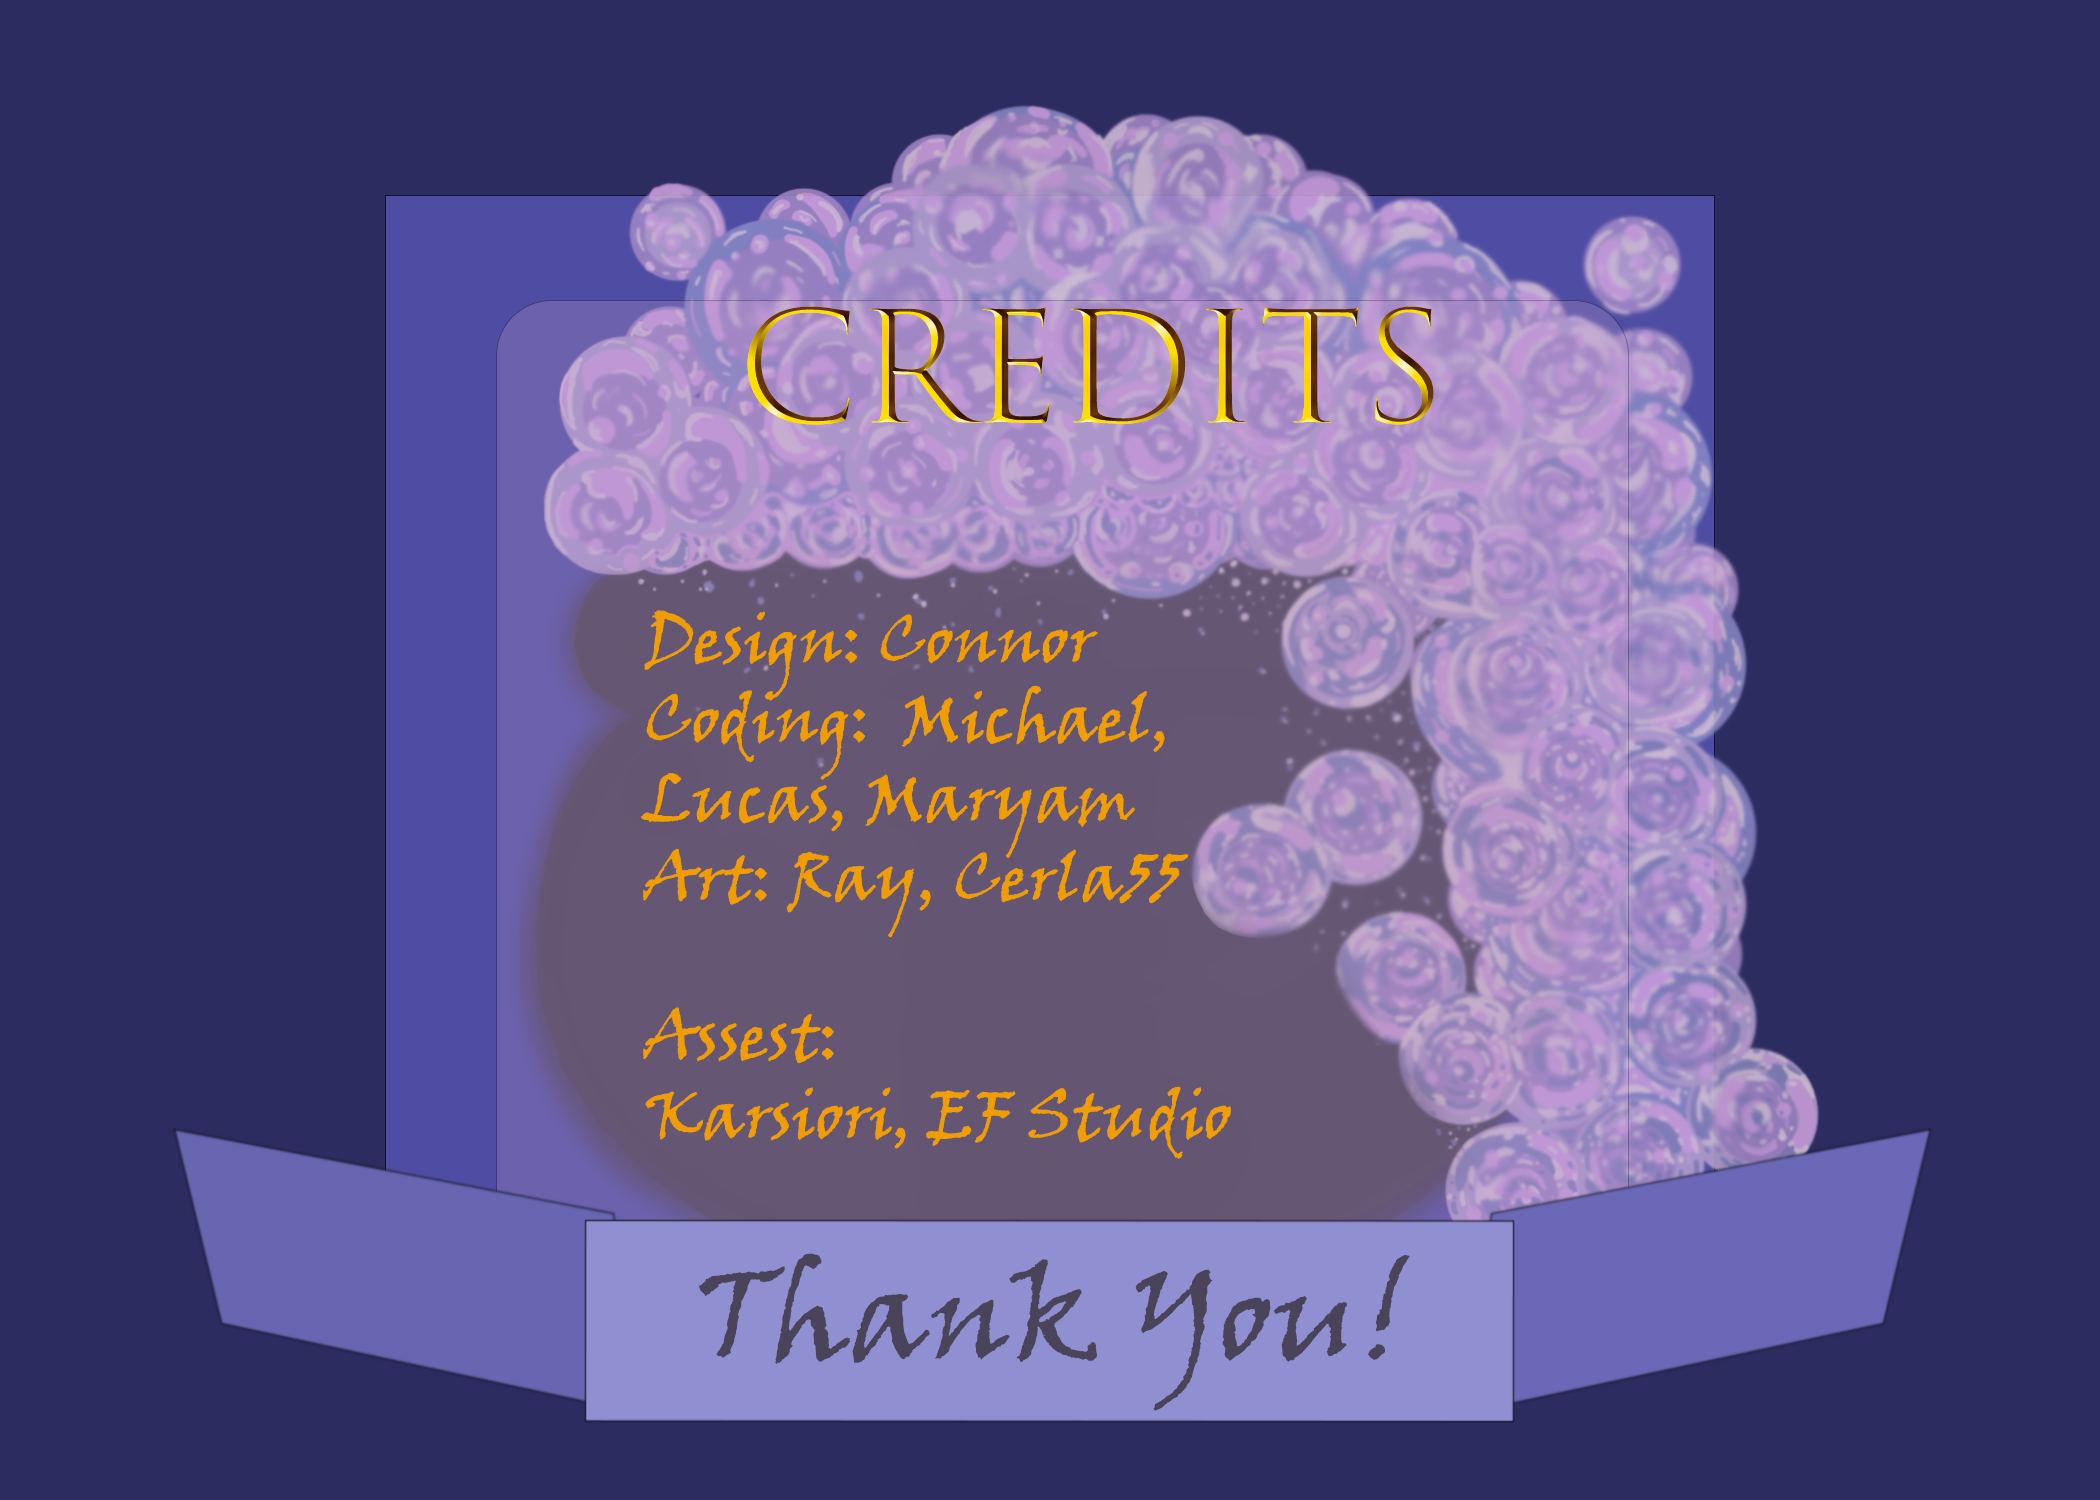 CREDITS
Design: Connor
Coding: Michael,
Lucas, Maryam
Art: Ray, Cerla55
Assest:
Karsiori, EF Studio
Thank You!